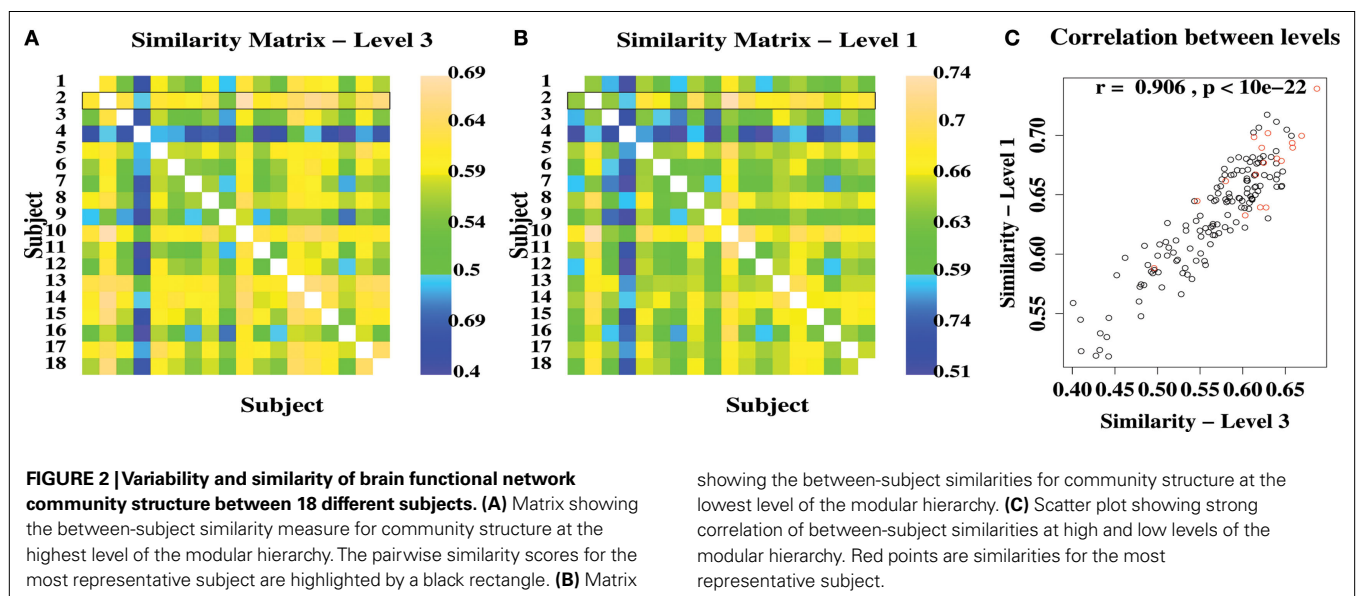 A Similarity Matrix – Level 3
1
2
3
4
5
6
7
8
9
10
11
12
13
14
15
16
17
18
Subject
Subject
0.69
0.64
0.59
0.54
0.5
0.69
0.4
B Similarity Matrix – Level 1
1
2
3
4
5
6
7
8
9
10
11
12
13
14
15
16
17
18
Subject
Subject
0.74
0.7
0.66
0.63
0.59
0.74
0.51
C Correlation between levels
r = 0.906 , p < 10e−22
Similarity – Level 1
0.70
0.65
0.60
0.55
0.40 0.45 0.50 0.55 0.60 0.65
Similarity – Level 3
FIGURE 2 | Variability and similarity of brain functional network
community structure between 18 different subjects. (A) Matrix showing
the between-subject similarity measure for community structure at the
highest level of the modular hierarchy. The pairwise similarity scores for the
most representative subject are highlighted by a black rectangle. (B) Matrix
showing the between-subject similarities for community structure at the
lowest level of the modular hierarchy. (C) Scatter plot showing strong
correlation of between-subject similarities at high and low levels of the
modular hierarchy. Red points are similarities for the most
representative subject.